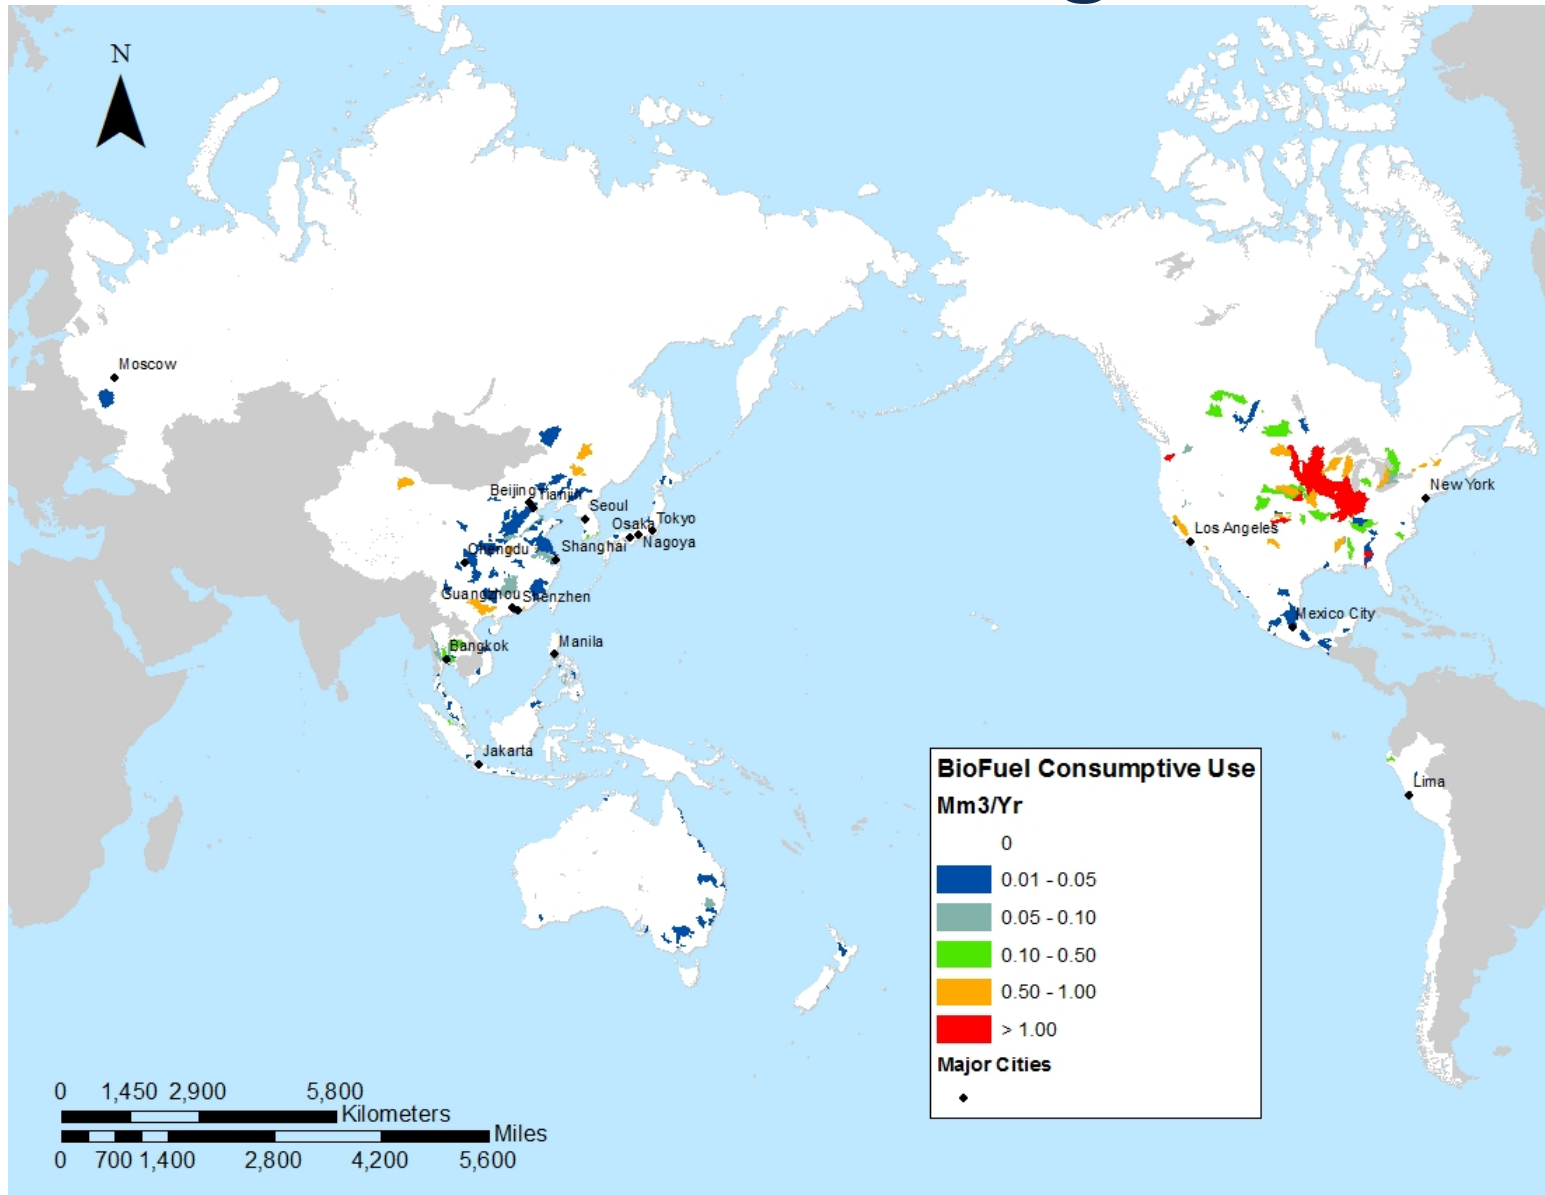 N
Moscow
Beijing
Tianjin
Seoul
Tokyo
Osaka
Nagoya
Chengdu
Shanghai
Guangzhou
Shenzhen
Bangkok
Manila
Jakarta
New York
Los Angeles
Mexico City
Lima
BioFuel Consumptive Use
Mm3/Yr
0
0.01 - 0.05
0.05 - 0.10
0.10 - 0.50
0.50 - 1.00
> 1.00
Major Cities
0 1,450 2,900 5,800
Kilometers
Miles
0 700 1,400 2,800 4,200 5,600